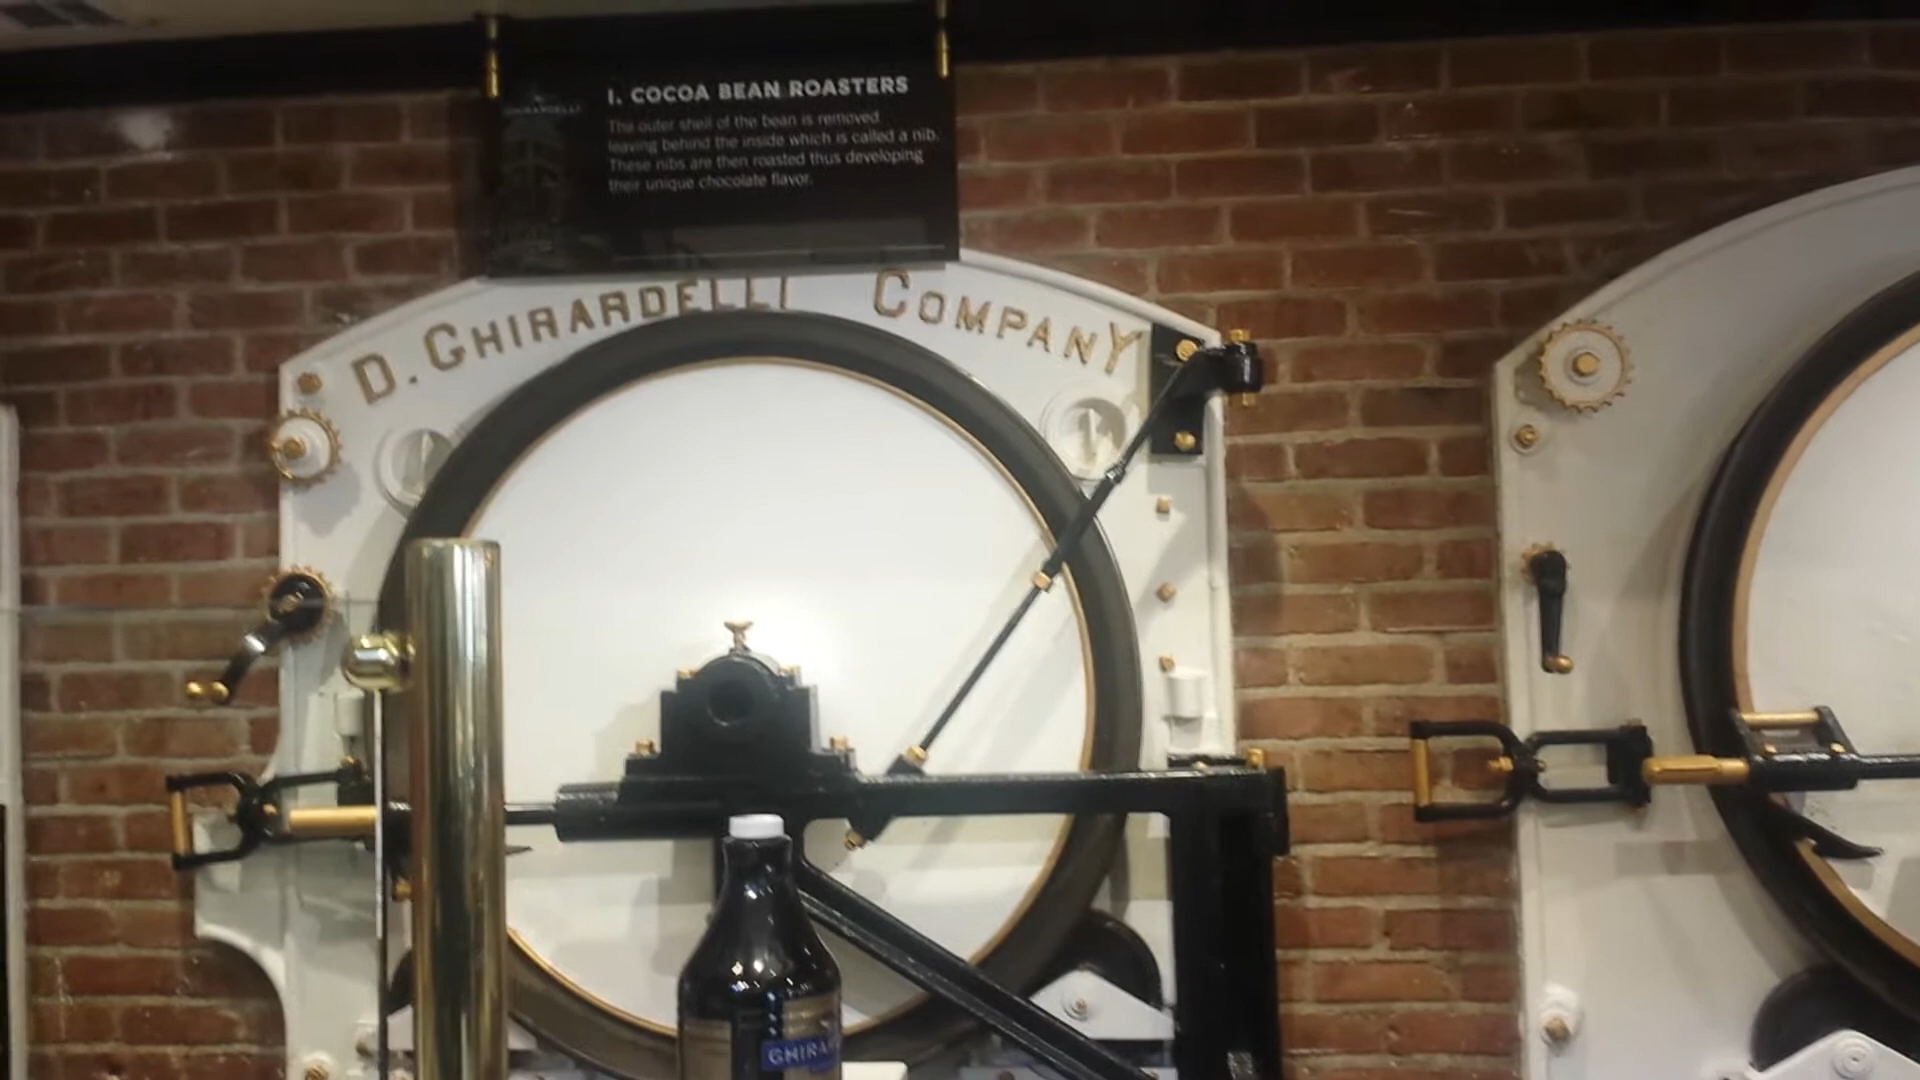 GHIRARDELLI
I. COCOA BEAN ROASTERS
The outer shell of the bean is removed
leaving behind the inside which is called a nib.
These nibs are then roasted thus developing
their unique chocolate flavor.
D. GHIRARDELLI COMPANY